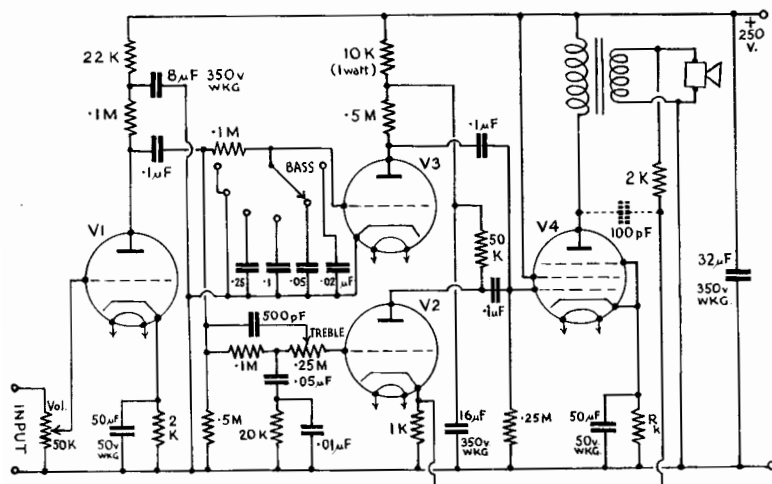 22 K
8µF 350v
WKG
·1M
·1µF
V1
INPUT
Vol.
50K
50µF
50v
WKG
2
K
·1M
BASS
·25
·1
·05
·02
µF
500pF
TREBLE
·1M
·25M
·05µF
·5M
20K
·01µF
10 K
(1watt)
·5 M
V3
·1µF
50
K
V2
·1µF
1K
16µF
350v
WKG
·25M
V4
100pF
2 K
50µF
50v.
WKG
Rk
+
250
V.
32µF
350v
WKG.